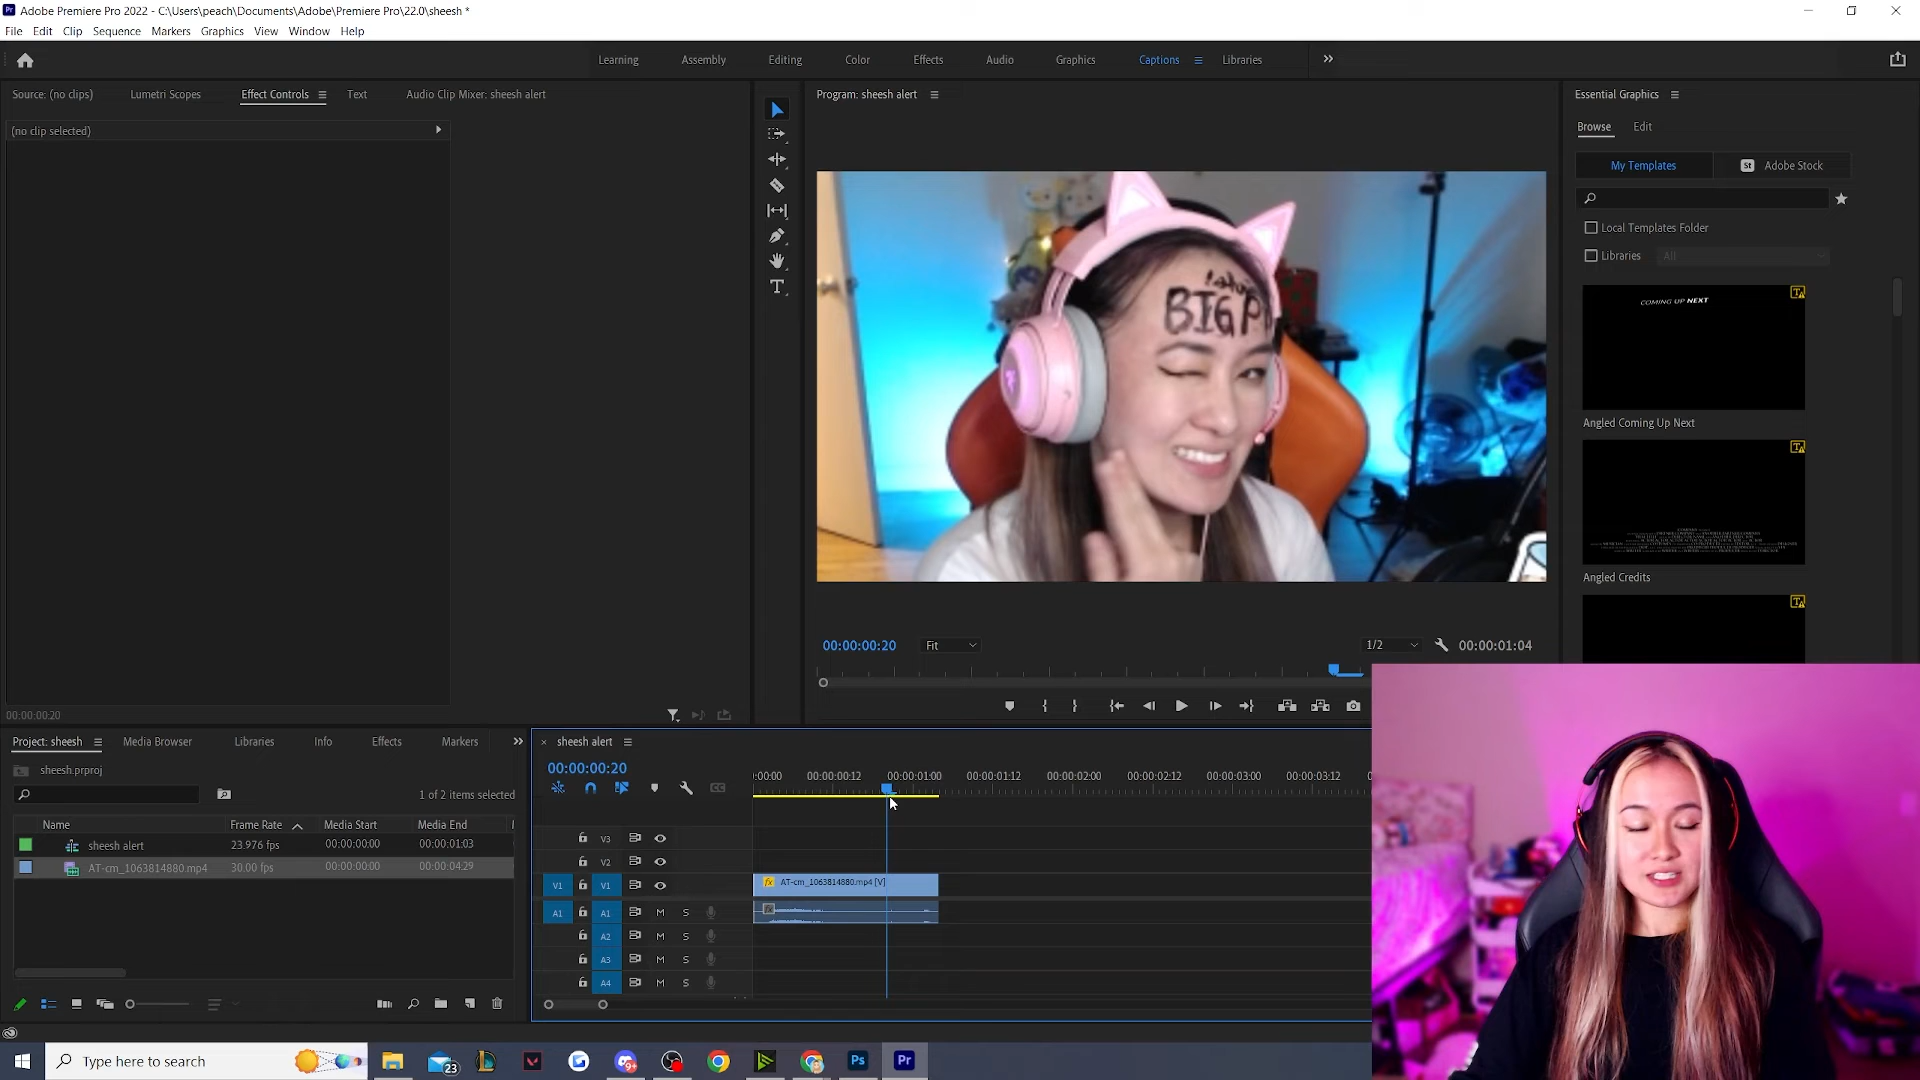 Adobe Premiere Pro 2022 - C:\Users\peach\Documents\Adobe\Premiere Pro\22.0\sheesh *
File Edit Clip Sequence Markers Graphics View Window Help
Learning Assembly Editing Color Effects Audio Graphics Captions Libraries
Source: (no clips) Lumetri Scopes Effect Controls Text Audio Clip Mixer: sheesh alert
Program: sheesh alert
Essential Graphics
(no clip selected)
Browse Edit
My Templates St Adobe Stock
Local Templates Folder
Libraries All
BIG P
COMING UP NEXT
Angled Coming Up Next
Angled Credits
00:00:00:20 Fit 1/2 00:00:01:04
00:00:00:20
Project: sheesh Media Browser Libraries Info Effects Markers
sheesh.prproj
1 of 2 items selected
Name Frame Rate Media Start Media End
sheesh alert 23.976 fps 00:00:00:00 00:00:01:03
AT-cm_1063814880.mp4 30.00 fps 00:00:00:00 00:00:04:29
sheesh alert
00:00:00:20
:00:00 00:00:00:12 00:00:01:00 00:00:01:12 00:00:02:00 00:00:02:12 00:00:03:00 00:00:03:12
V3
V2
V1 V1 fx AT-cm_1063814880.mp4 [V]
A1 A1 M S
A2 M S
A3 M S
A4 M S
Type here to search
23
9+
Ps
Pr